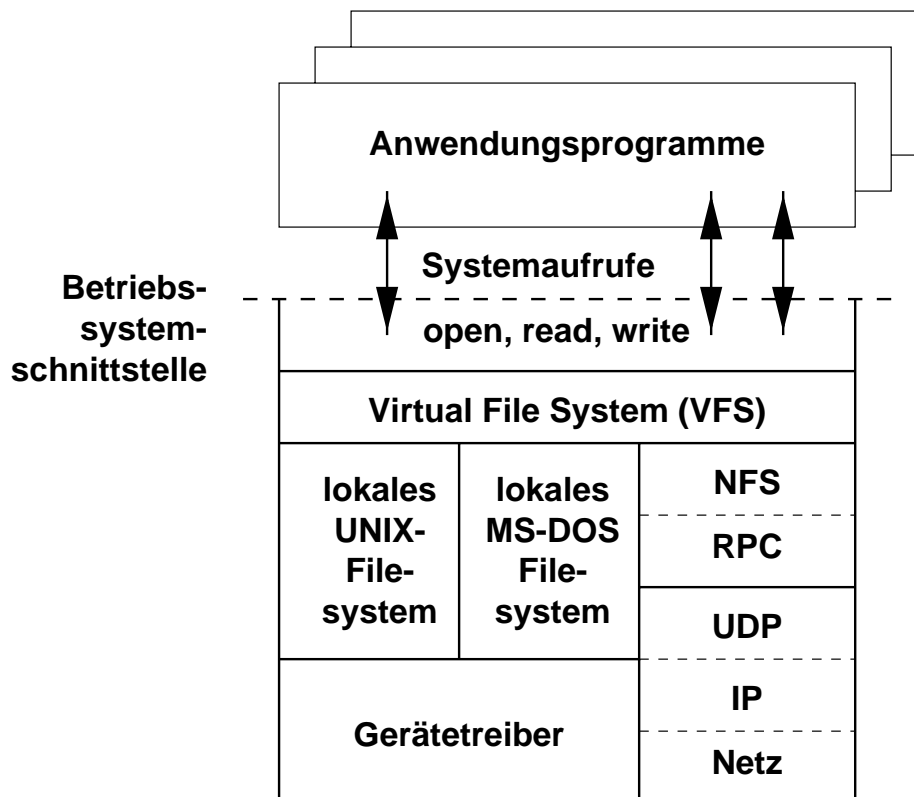 Anwendungsprogramme
Systemaufrufe
Betriebs-
system-
schnittstelle
open, read, write
Virtual File System (VFS)
lokales
UNIX-
File-
system
lokales
MS-DOS
File-
system
NFS
RPC
UDP
IP
Netz
Gerätetreiber